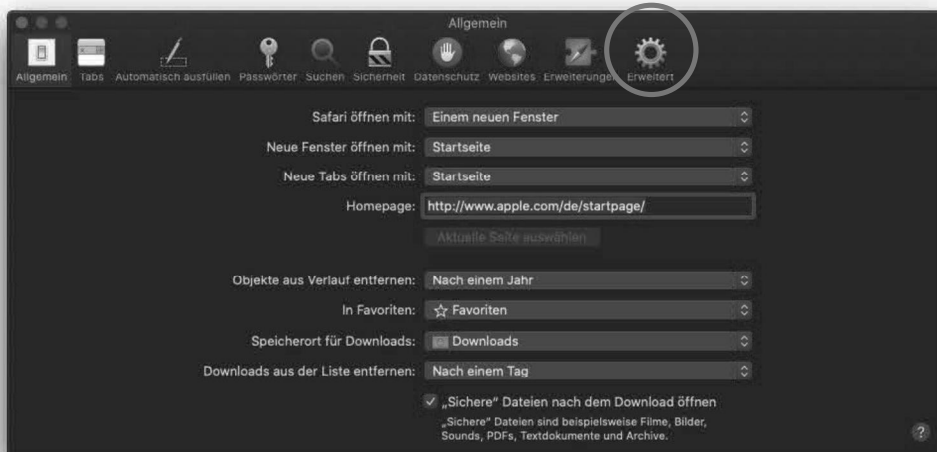 Allgemein
Allgemein Tabs Automatisch ausfüllen Passwörter Suchen Sicherheit Datenschutz Websites Erweiterungen Erweitert
Safari öffnen mit: Einem neuen Fenster
Neue Fenster öffnen mit: Startseite
Neue Tabs öffnen mit: Startseite
Homepage: http://www.apple.com/de/startpage/
Aktuelle Seite auswählen
Objekte aus Verlauf entfernen: Nach einem Jahr
In Favoriten: ☆ Favoriten
Speicherort für Downloads: Downloads
Downloads aus der Liste entfernen: Nach einem Tag
„Sichere“ Dateien nach dem Download öffnen
„Sichere“ Dateien sind beispielsweise Filme, Bilder,
Sounds, PDFs, Textdokumente und Archive.
?